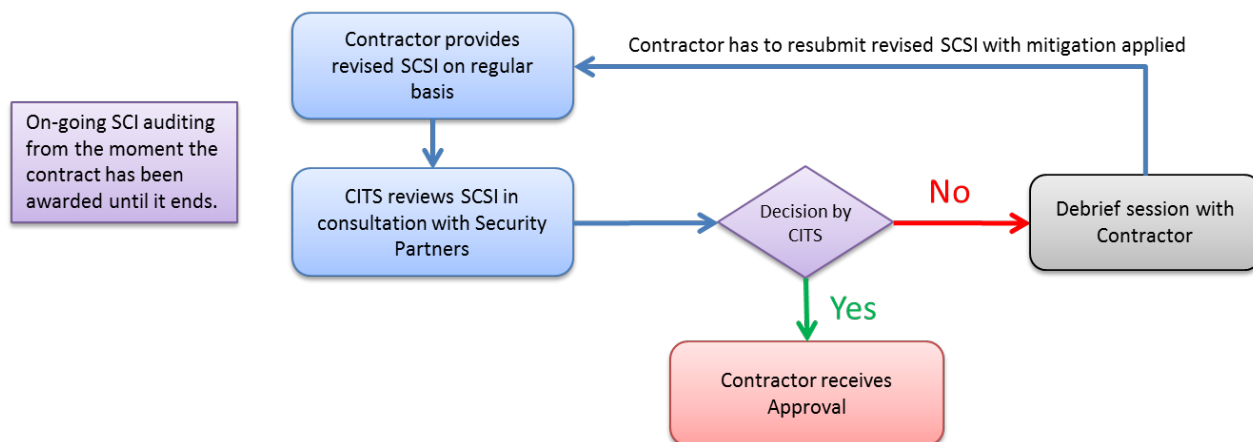 Contractor provides
revised SCSI on regular
basis
Contractor has to resubmit revised SCSI with mitigation applied
On-going SCI auditing
from the moment the
contract has been
awarded until it ends.
CITS reviews SCSI in
consultation with Security
Partners
Decision by
CITS
No
Debrief session with
Contractor
Yes
Contractor receives
Approval